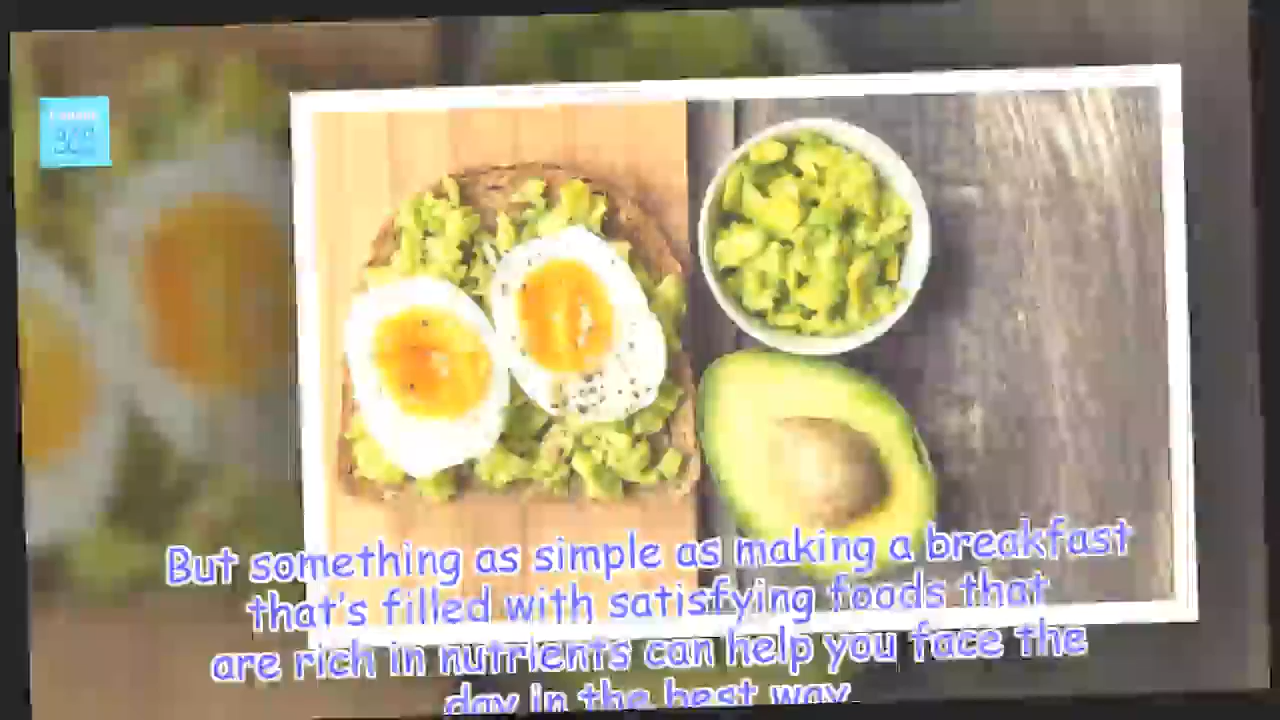 But something as simple as making a breakfast
that's filled with satisfying foods that
are rich in nutrients can help you face the
day in the best way